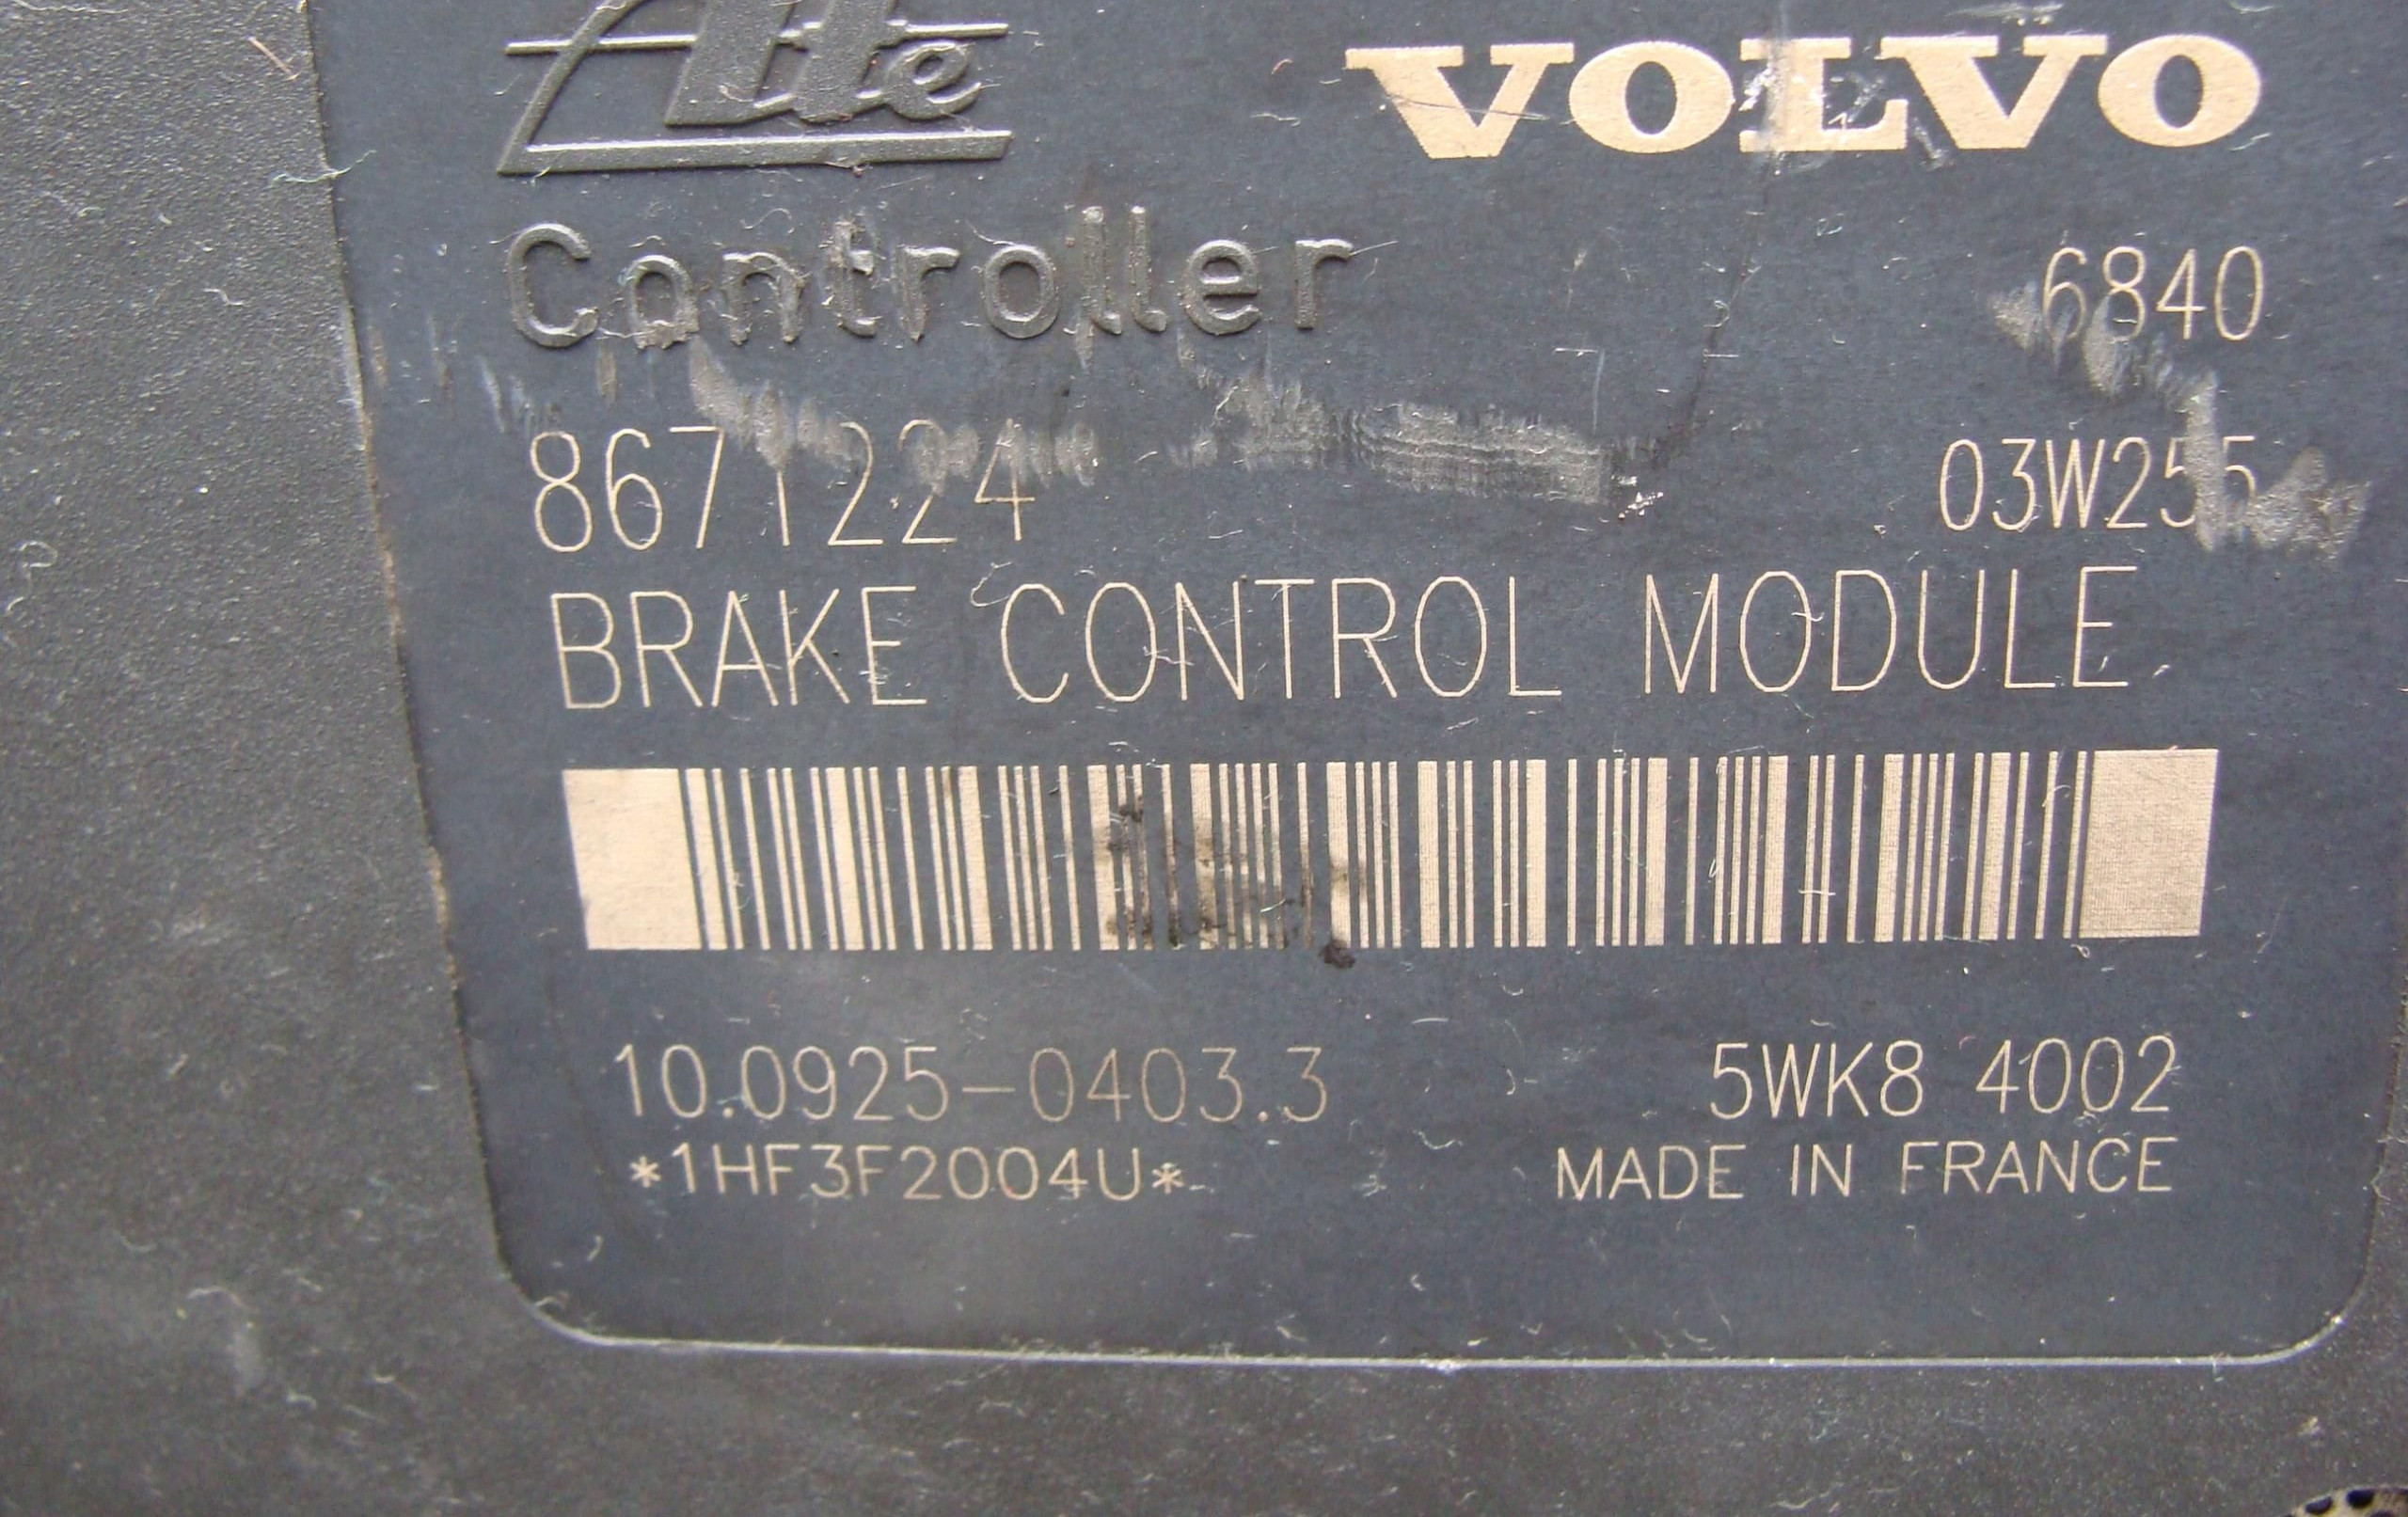 Ate
VOLVO
Controller
6840
8671224
03W255
BRAKE CONTROL MODULE
10.0925-0403.3
5WK8 4002
*1HF3F2004U*
MADE IN FRANCE